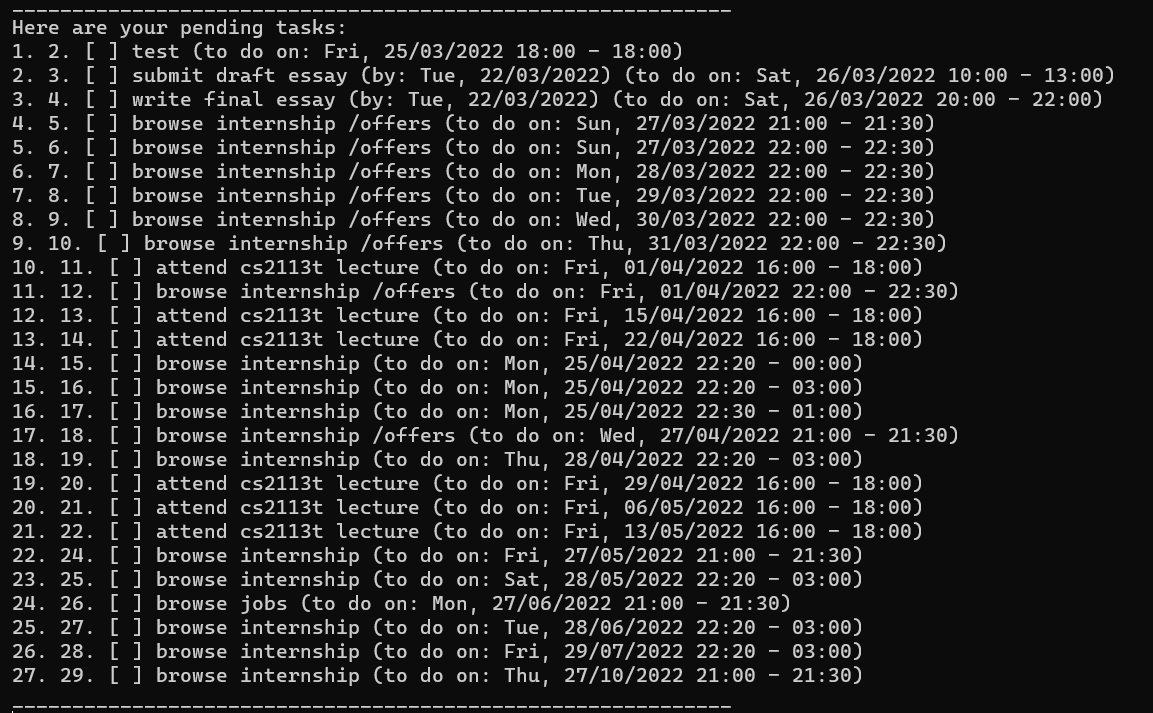 ____________________________________________________________
Here are your pending tasks:
1. 2. [ ] test (to do on: Fri, 25/03/2022 18:00 - 18:00)
2. 3. [ ] submit draft essay (by: Tue, 22/03/2022) (to do on: Sat, 26/03/2022 10:00 - 13:00)
3. 4. [ ] write final essay (by: Tue, 22/03/2022) (to do on: Sat, 26/03/2022 20:00 - 22:00)
4. 5. [ ] browse internship /offers (to do on: Sun, 27/03/2022 21:00 - 21:30)
5. 6. [ ] browse internship /offers (to do on: Sun, 27/03/2022 22:00 - 22:30)
6. 7. [ ] browse internship /offers (to do on: Mon, 28/03/2022 22:00 - 22:30)
7. 8. [ ] browse internship /offers (to do on: Tue, 29/03/2022 22:00 - 22:30)
8. 9. [ ] browse internship /offers (to do on: Wed, 30/03/2022 22:00 - 22:30)
9. 10. [ ] browse internship /offers (to do on: Thu, 31/03/2022 22:00 - 22:30)
10. 11. [ ] attend cs2113t lecture (to do on: Fri, 01/04/2022 16:00 - 18:00)
11. 12. [ ] browse internship /offers (to do on: Fri, 01/04/2022 22:00 - 22:30)
12. 13. [ ] attend cs2113t lecture (to do on: Fri, 15/04/2022 16:00 - 18:00)
13. 14. [ ] attend cs2113t lecture (to do on: Fri, 22/04/2022 16:00 - 18:00)
14. 15. [ ] browse internship (to do on: Mon, 25/04/2022 22:20 - 00:00)
15. 16. [ ] browse internship (to do on: Mon, 25/04/2022 22:20 - 03:00)
16. 17. [ ] browse internship (to do on: Mon, 25/04/2022 22:30 - 01:00)
17. 18. [ ] browse internship /offers (to do on: Wed, 27/04/2022 21:00 - 21:30)
18. 19. [ ] browse internship (to do on: Thu, 28/04/2022 22:20 - 03:00)
19. 20. [ ] attend cs2113t lecture (to do on: Fri, 29/04/2022 16:00 - 18:00)
20. 21. [ ] attend cs2113t lecture (to do on: Fri, 06/05/2022 16:00 - 18:00)
21. 22. [ ] attend cs2113t lecture (to do on: Fri, 13/05/2022 16:00 - 18:00)
22. 24. [ ] browse internship (to do on: Fri, 27/05/2022 21:00 - 21:30)
23. 25. [ ] browse internship (to do on: Sat, 28/05/2022 22:20 - 03:00)
24. 26. [ ] browse jobs (to do on: Mon, 27/06/2022 21:00 - 21:30)
25. 27. [ ] browse internship (to do on: Tue, 28/06/2022 22:20 - 03:00)
26. 28. [ ] browse internship (to do on: Fri, 29/07/2022 22:20 - 03:00)
27. 29. [ ] browse internship (to do on: Thu, 27/10/2022 21:00 - 21:30)
____________________________________________________________